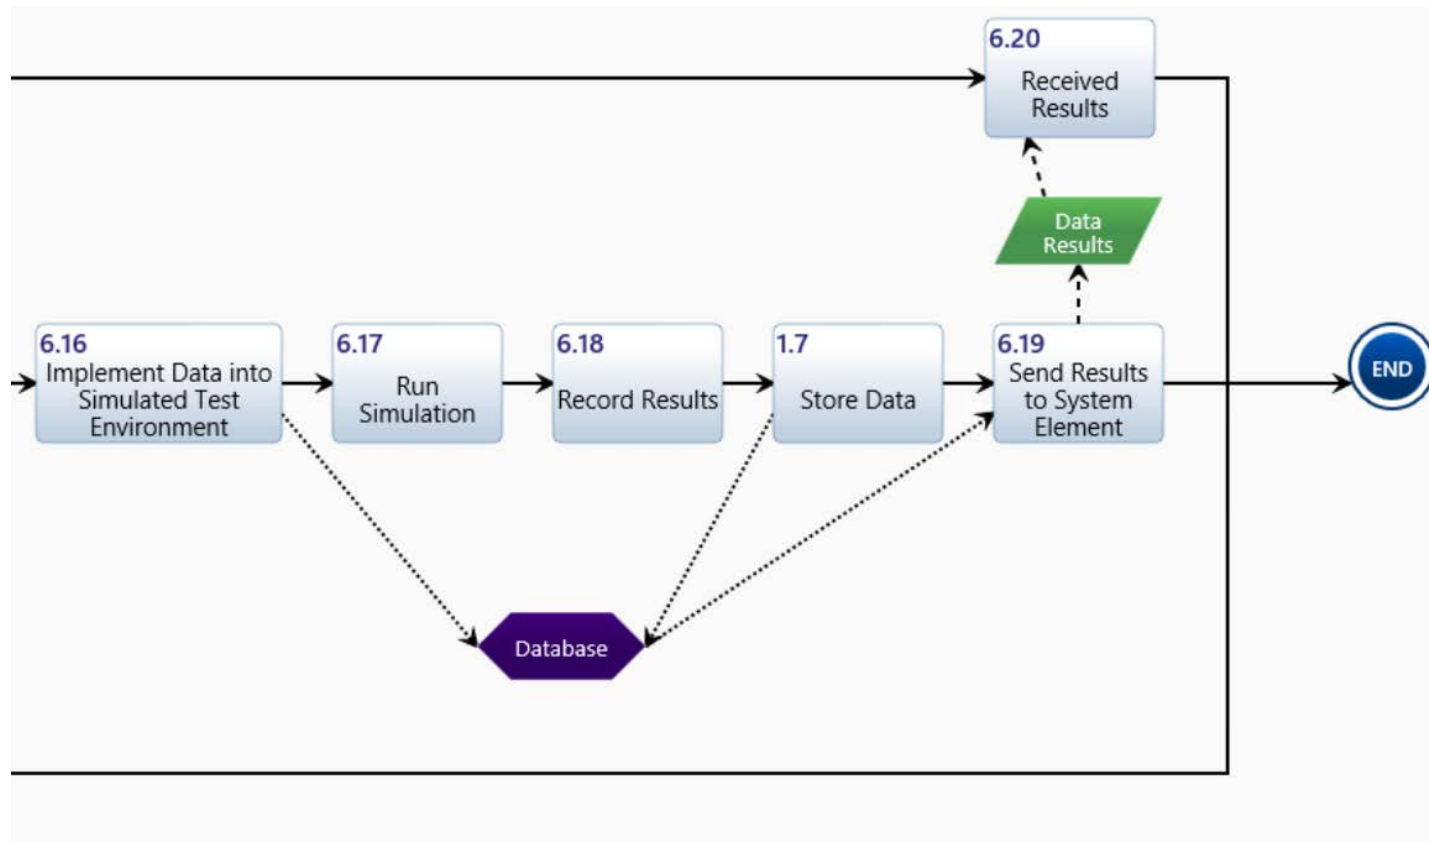 6.20
Received
Results
Data
Results
6.16
Implement Data into
Simulated Test
Environment
6.17
Run
Simulation
6.18
Record Results
1.7
Store Data
6.19
Send Results
to System
Element
END
Database